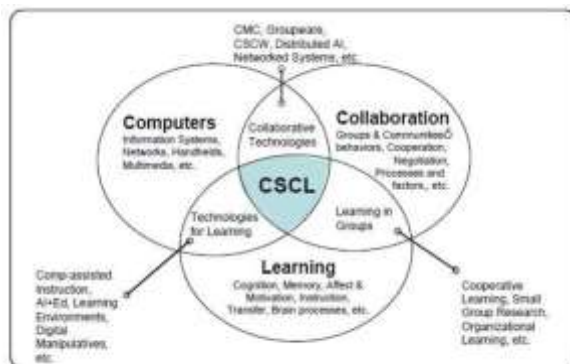 CMC, Groupware,
CSCW, Distributed AI,
Networked Systems, etc.
Computers
Information Systems,
Networks, Handhelds,
Multimedia, etc.
Collaborative
Technologies
Collaboration
Groups & Communities
behaviors, Cooperation,
Negotiation,
Processes and
factors,, etc.
CSCL
Technologies
for Learning
Learning in
Groups
Learning
Cognition, Memory, Affect &
Motivation, Instruction,
Transfer, Brain processes, etc.
Comp-assisted
Instruction,
AI+Ed, Learning
Environments,
Digital
Manipulatives,
etc.
Cooperative
Learning, Small
Group Research,
Organizational
Learning, etc.